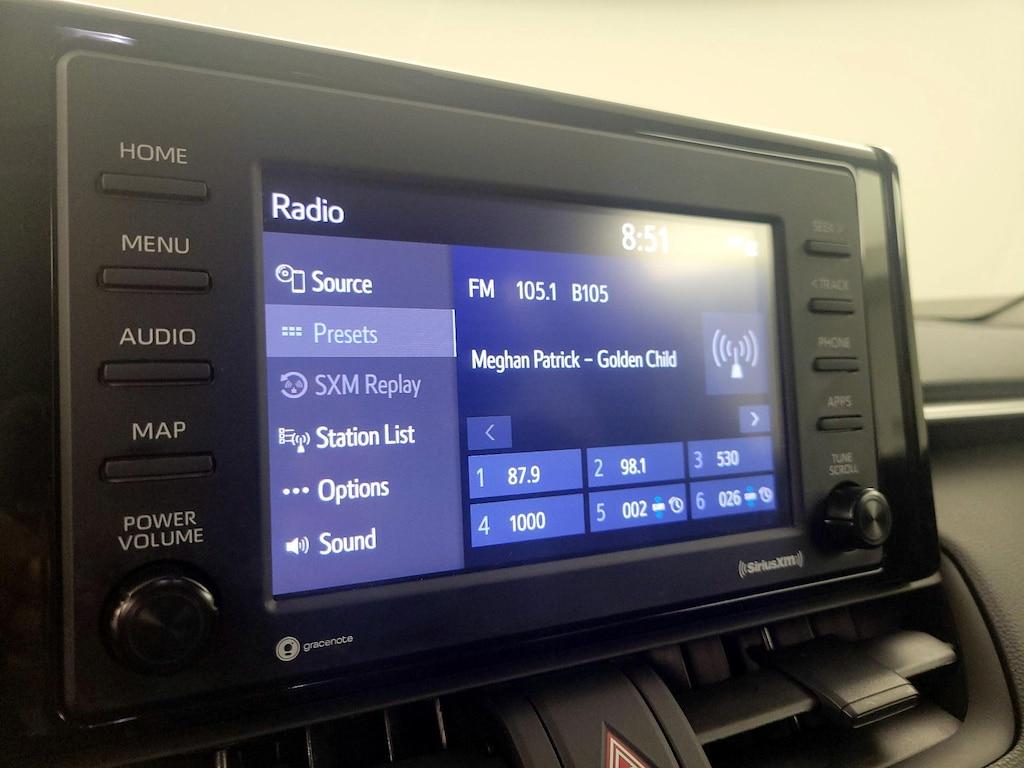 HOME
MENU
AUDIO
MAP
POWER
VOLUME
Radio
8:51
Source
Presets
SXM Replay
Station List
Options
Sound
FM 105.1 B105
Meghan Patrick - Golden Child
<
>
1 87.9
2 98.1
3 530
4 1000
5 002
6 026
SEEK >
< TRACK
PHONE
APPS
TUNE
SCROLL
((SiriusXM))
gracenote